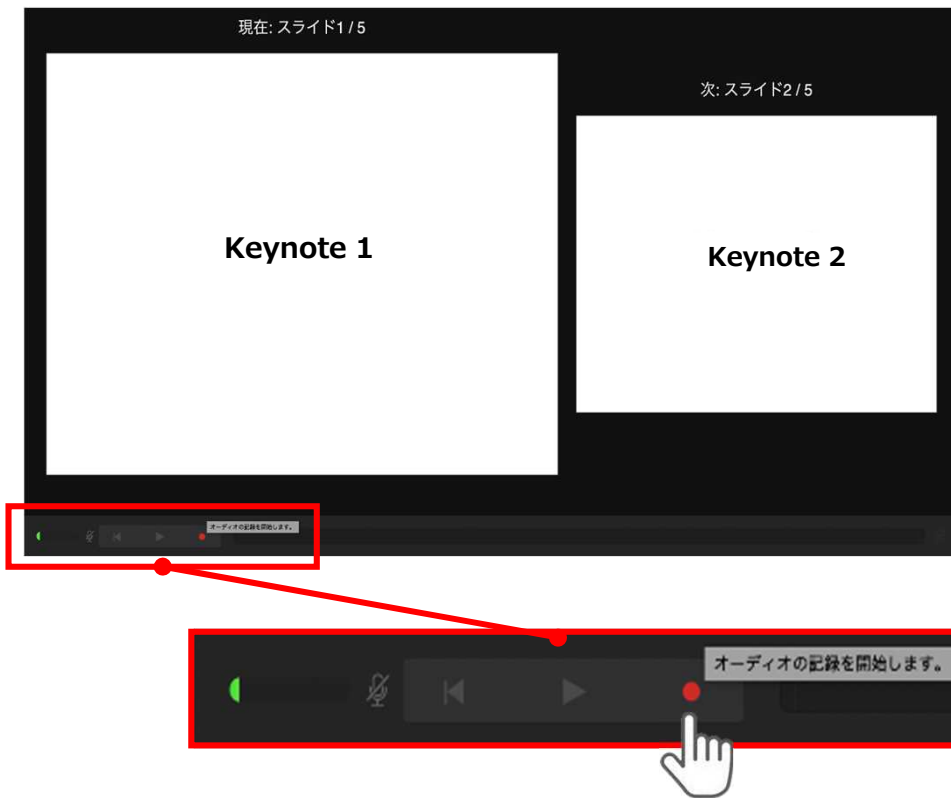 現在: スライド1 / 5
次: スライド2 / 5
Keynote 1
Keynote 2
オーディオの記録を開始します。
オーディオの記録を開始します。